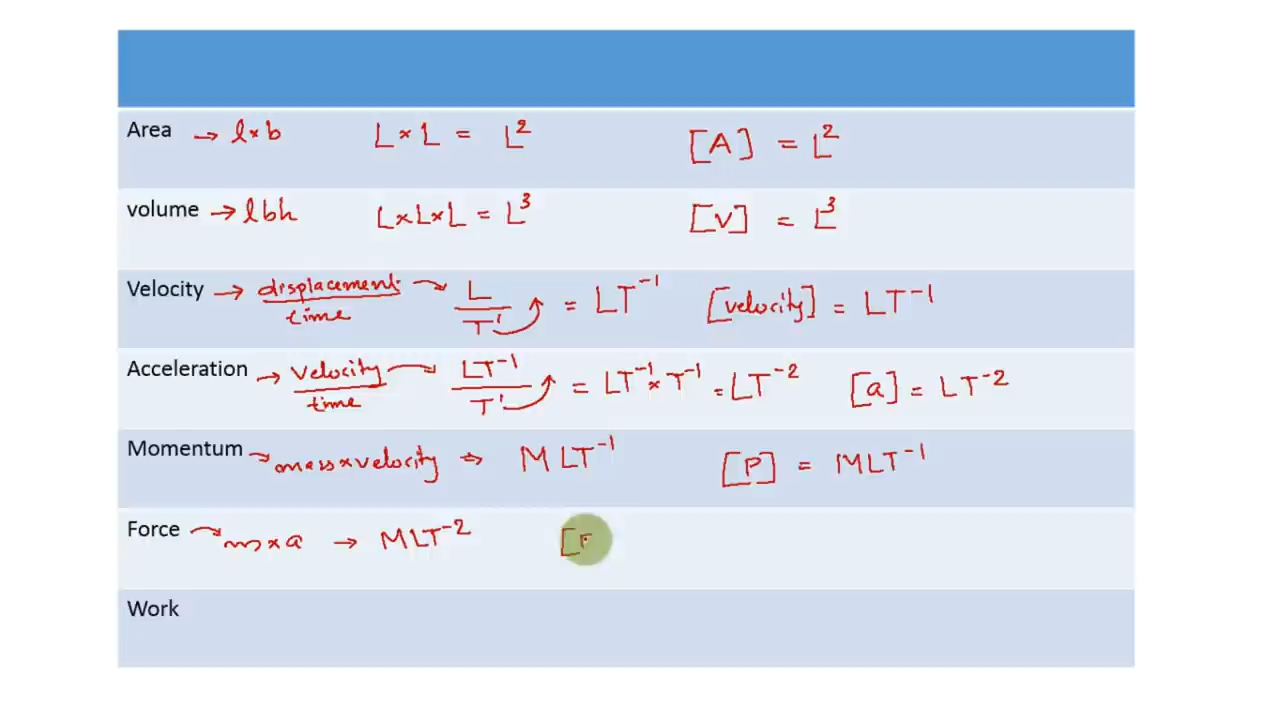 Area → l×b L×L = L² [A] = L²
volume → lbh L×L×L = L³ [V] = L³
Velocity → displacement/time → L/T¹ = LT⁻¹ [velocity] = LT⁻¹
Acceleration → velocity/time → LT⁻¹/T¹ = LT⁻¹×T⁻¹ = LT⁻² [a] = LT⁻²
Momentum → mass×velocity → MLT⁻¹ [P] = MLT⁻¹
Force → m×a → MLT⁻² [F
Work